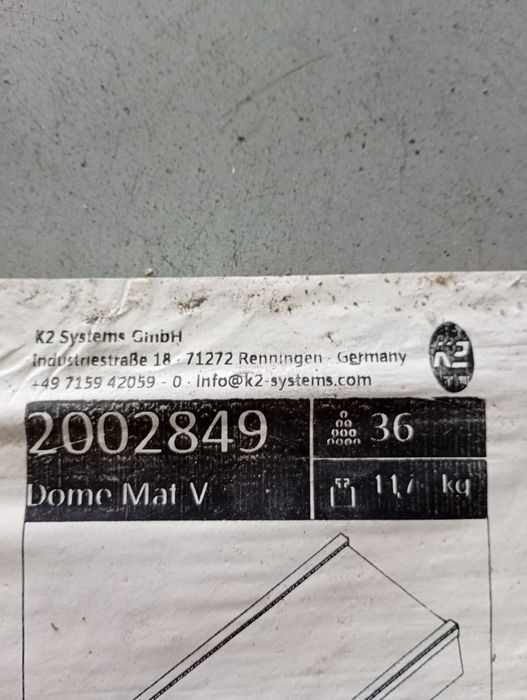 K2 Systems GmbH
Industriestraße 18 · 71272 Renningen · Germany
+49 7159 42059 - 0 · Info@k2-systems.com
K2
2002849
36
Dome Mat V
kg